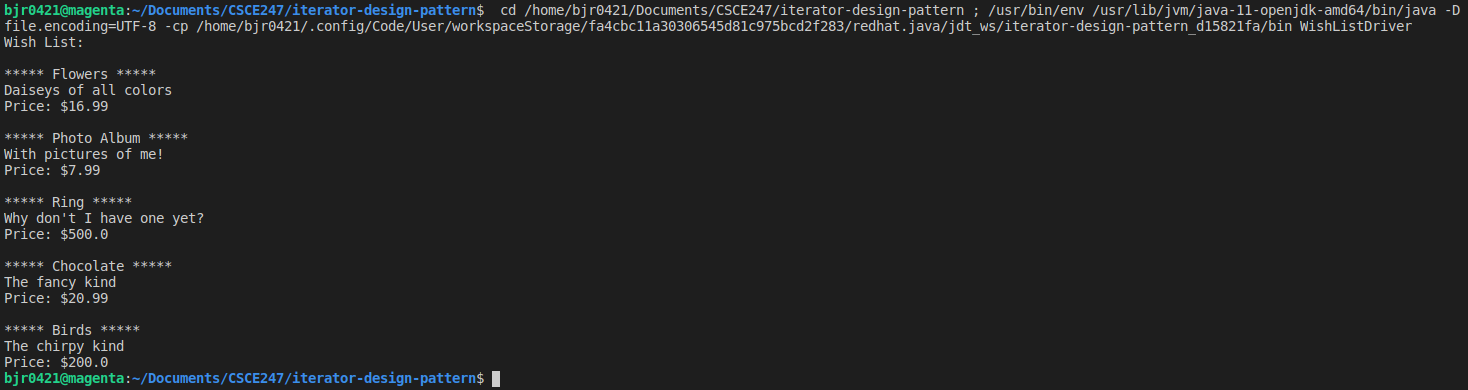 bjr0421@magenta:~/Documents/CSCE247/iterator-design-pattern$  cd /home/bjr0421/Documents/CSCE247/iterator-design-pattern ; /usr/bin/env /usr/lib/jvm/java-11-openjdk-amd64/bin/java -D
file.encoding=UTF-8 -cp /home/bjr0421/.config/Code/User/workspaceStorage/fa4cbc11a30306545d81c975bcd2f283/redhat.java/jdt_ws/iterator-design-pattern_d15821fa/bin WishListDriver
Wish List:

***** Flowers *****
Daiseys of all colors
Price: $16.99

***** Photo Album *****
With pictures of me!
Price: $7.99

***** Ring *****
Why don't I have one yet?
Price: $500.0

***** Chocolate *****
The fancy kind
Price: $20.99

***** Birds *****
The chirpy kind
Price: $200.0
bjr0421@magenta:~/Documents/CSCE247/iterator-design-pattern$